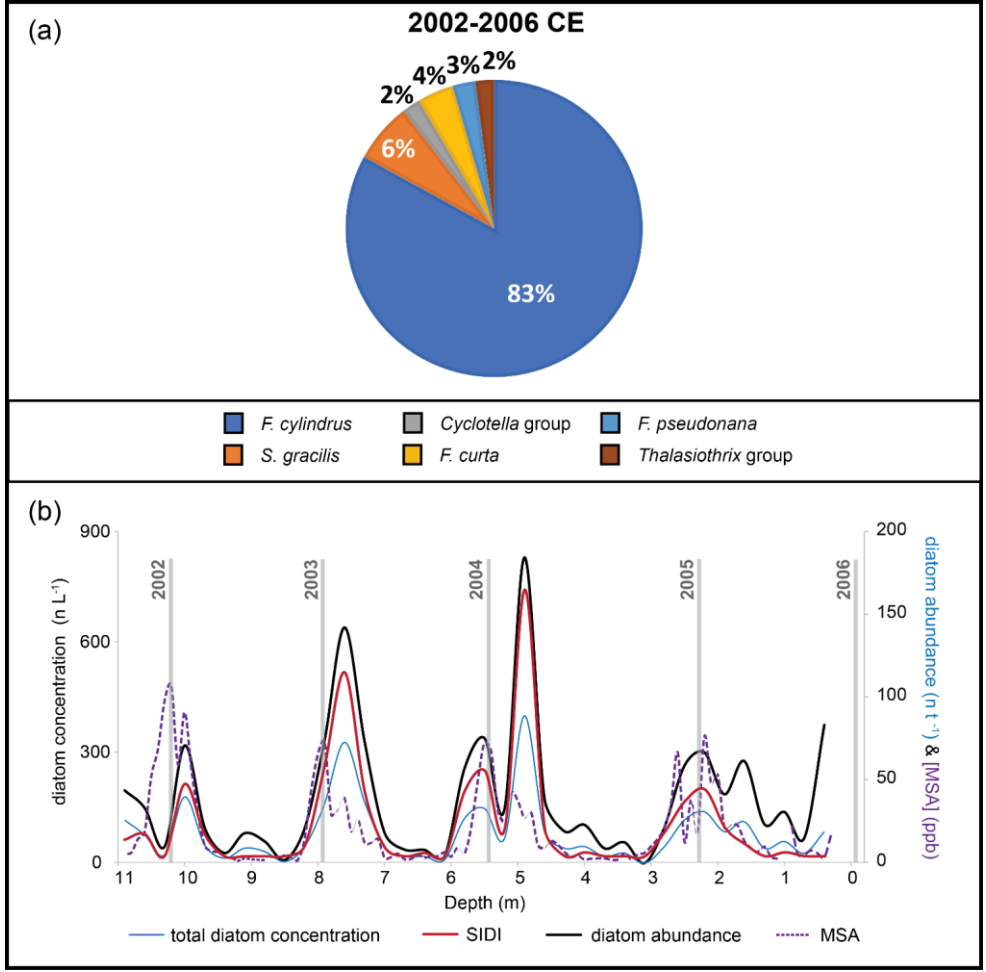 (a)
2002-2006 CE
2%
4%
3%
2%
6%
83%
F. cylindrus
Cyclotella group
F. pseudonana
S. gracilis
F. curta
Thalasiothrix group
(b)
900
600
300
0
diatom concentration (n L-1)
2002
2003
2004
2005
2006
200
150
100
50
0
diatom abundance (n t -1)
& [MSA] (ppb)
11 10 9 8 7 6 5 4 3 2 1 0
Depth (m)
total diatom concentration
SIDI
diatom abundance
MSA